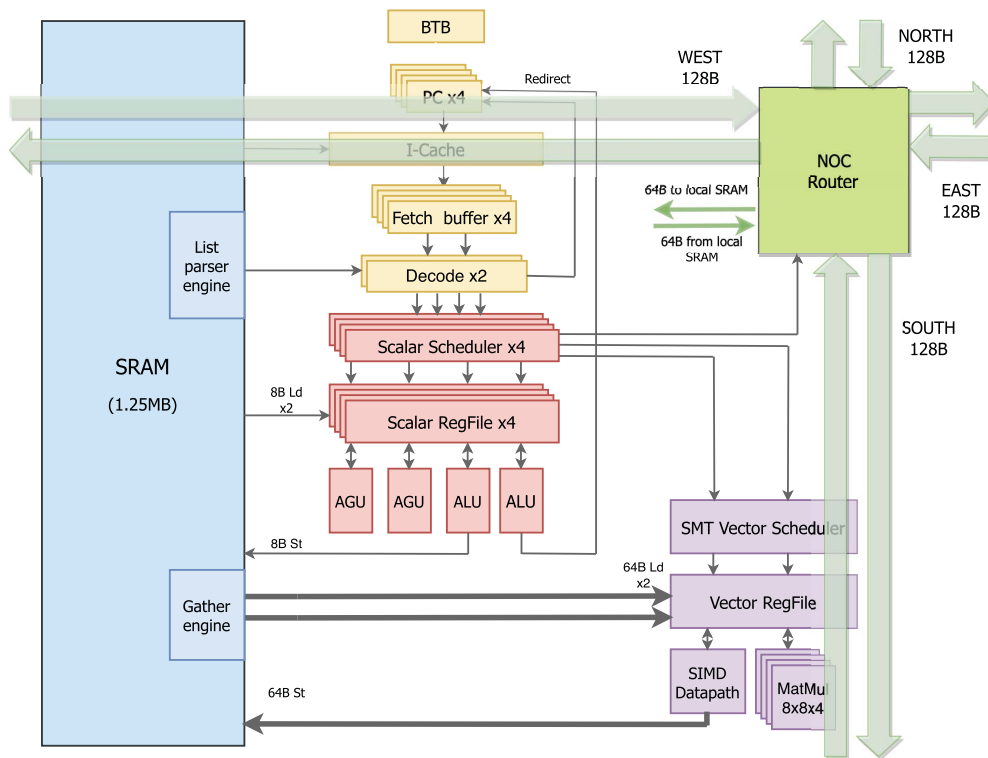 BTB
NORTH
128B
WEST
128B
Redirect
PC x4
I-Cache
NOC
Router
EAST
128B
64B to local SRAM
64B from local
SRAM
Fetch buffer x4
List
parser
engine
Decode x2
SOUTH
128B
Scalar Scheduler x4
SRAM
(1.25MB)
8B Ld
x2
Scalar RegFile x4
AGU
AGU
ALU
ALU
SMT Vector Scheduler
8B St
64B Ld
x2
Gather
engine
Vector RegFile
SIMD
Datapath
MatMul
8x8x4
64B St